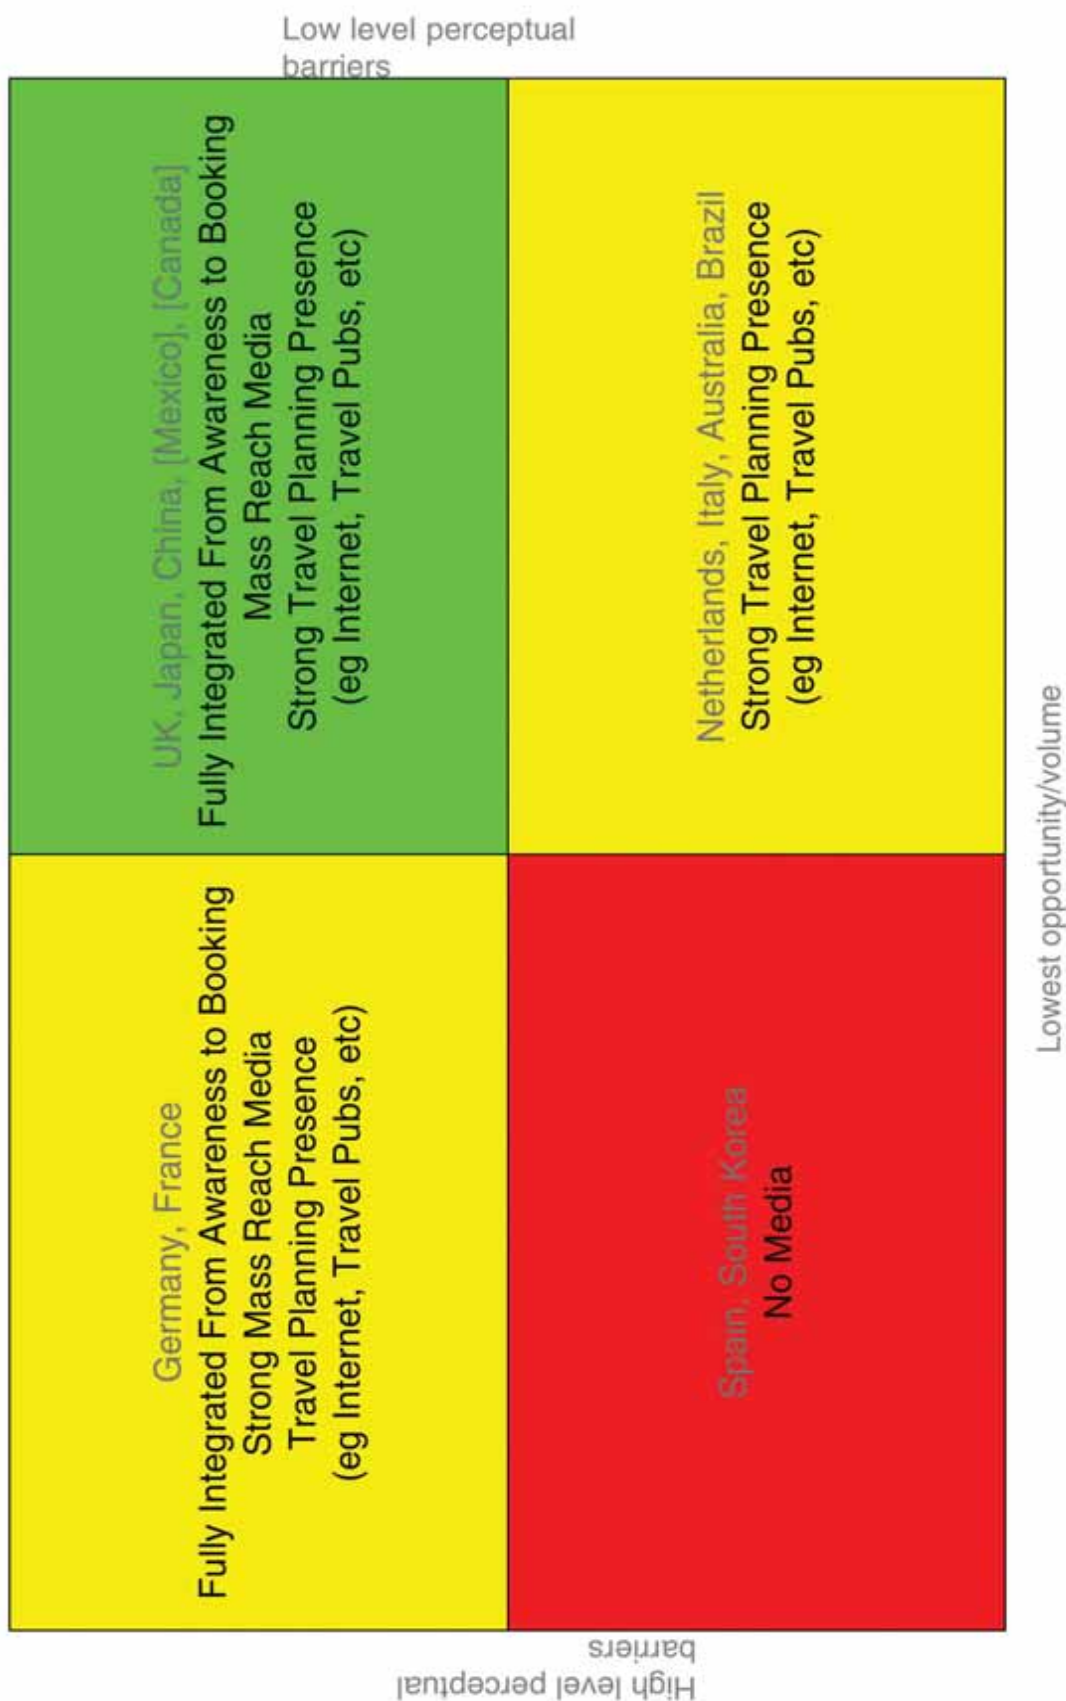 Low level perceptual
barriers
Germany, France
Fully Integrated From Awareness to Booking
Strong Mass Reach Media
Travel Planning Presence
(eg Internet, Travel Pubs, etc)
UK, Japan, China, [Mexico], [Canada]
Fully Integrated From Awareness to Booking
Mass Reach Media
Strong Travel Planning Presence
(eg Internet, Travel Pubs, etc)
Spain, South Korea
No Media
Netherlands, Italy, Australia, Brazil
Strong Travel Planning Presence
(eg Internet, Travel Pubs, etc)
High level perceptual
barriers
Lowest opportunity/volume